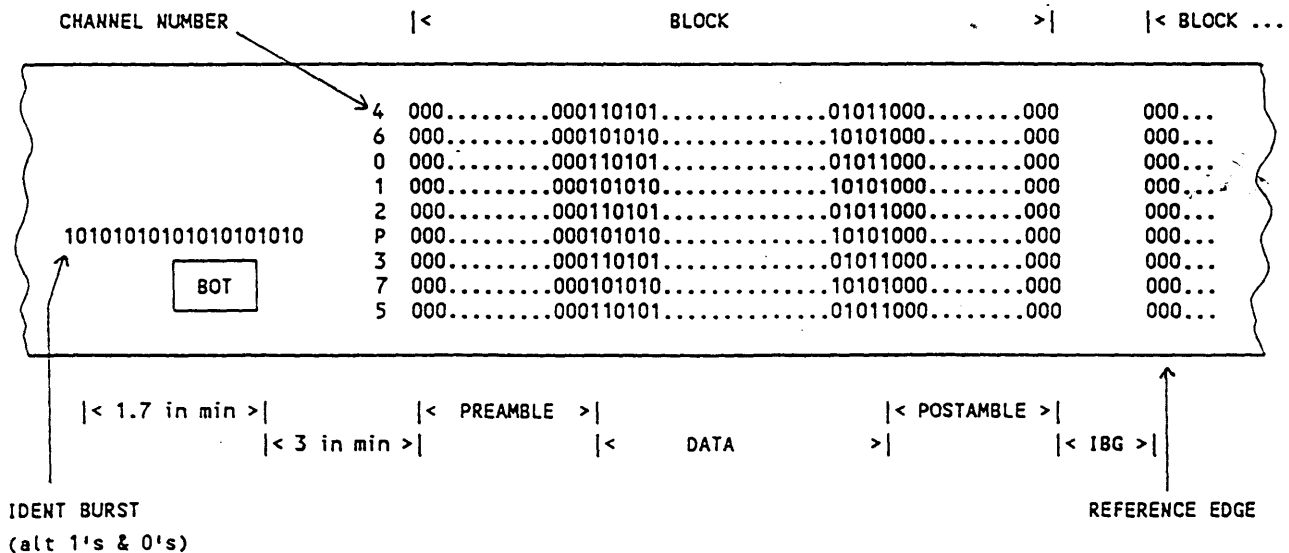 CHANNEL NUMBER |< BLOCK >| |< BLOCK ...
4 000.........000110101..............01011000........000 000...
6 000.........000101010..............10101000........000 000...
0 000.........000110101..............01011000........000 000...
1 000.........000101010..............10101000........000 000...
2 000.........000110101..............01011000........000 000...
10101010101010101010 P 000.........000101010..............10101000........000 000...
3 000.........000110101..............01011000........000 000...
BOT 7 000.........000101010..............10101000........000 000...
5 000.........000110101..............01011000........000 000...
|< 1.7 in min >| |< PREAMBLE >| |< POSTAMBLE >|
|< 3 in min >| |< DATA >| |< IBG >|
IDENT BURST REFERENCE EDGE
(alt 1's & 0's)